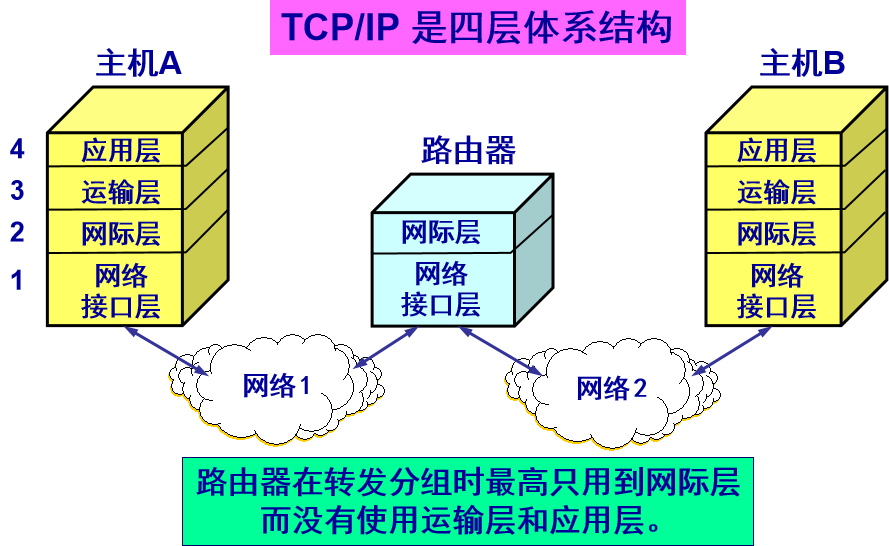 TCP/IP 是四层体系结构
主机A
主机B
路由器
4
应用层
3
运输层
2
网际层
1
网络
接口层
网际层
网络
接口层
应用层
运输层
网际层
网络
接口层
网络1
网络2
路由器在转发分组时最高只用到网际层
而没有使用运输层和应用层。